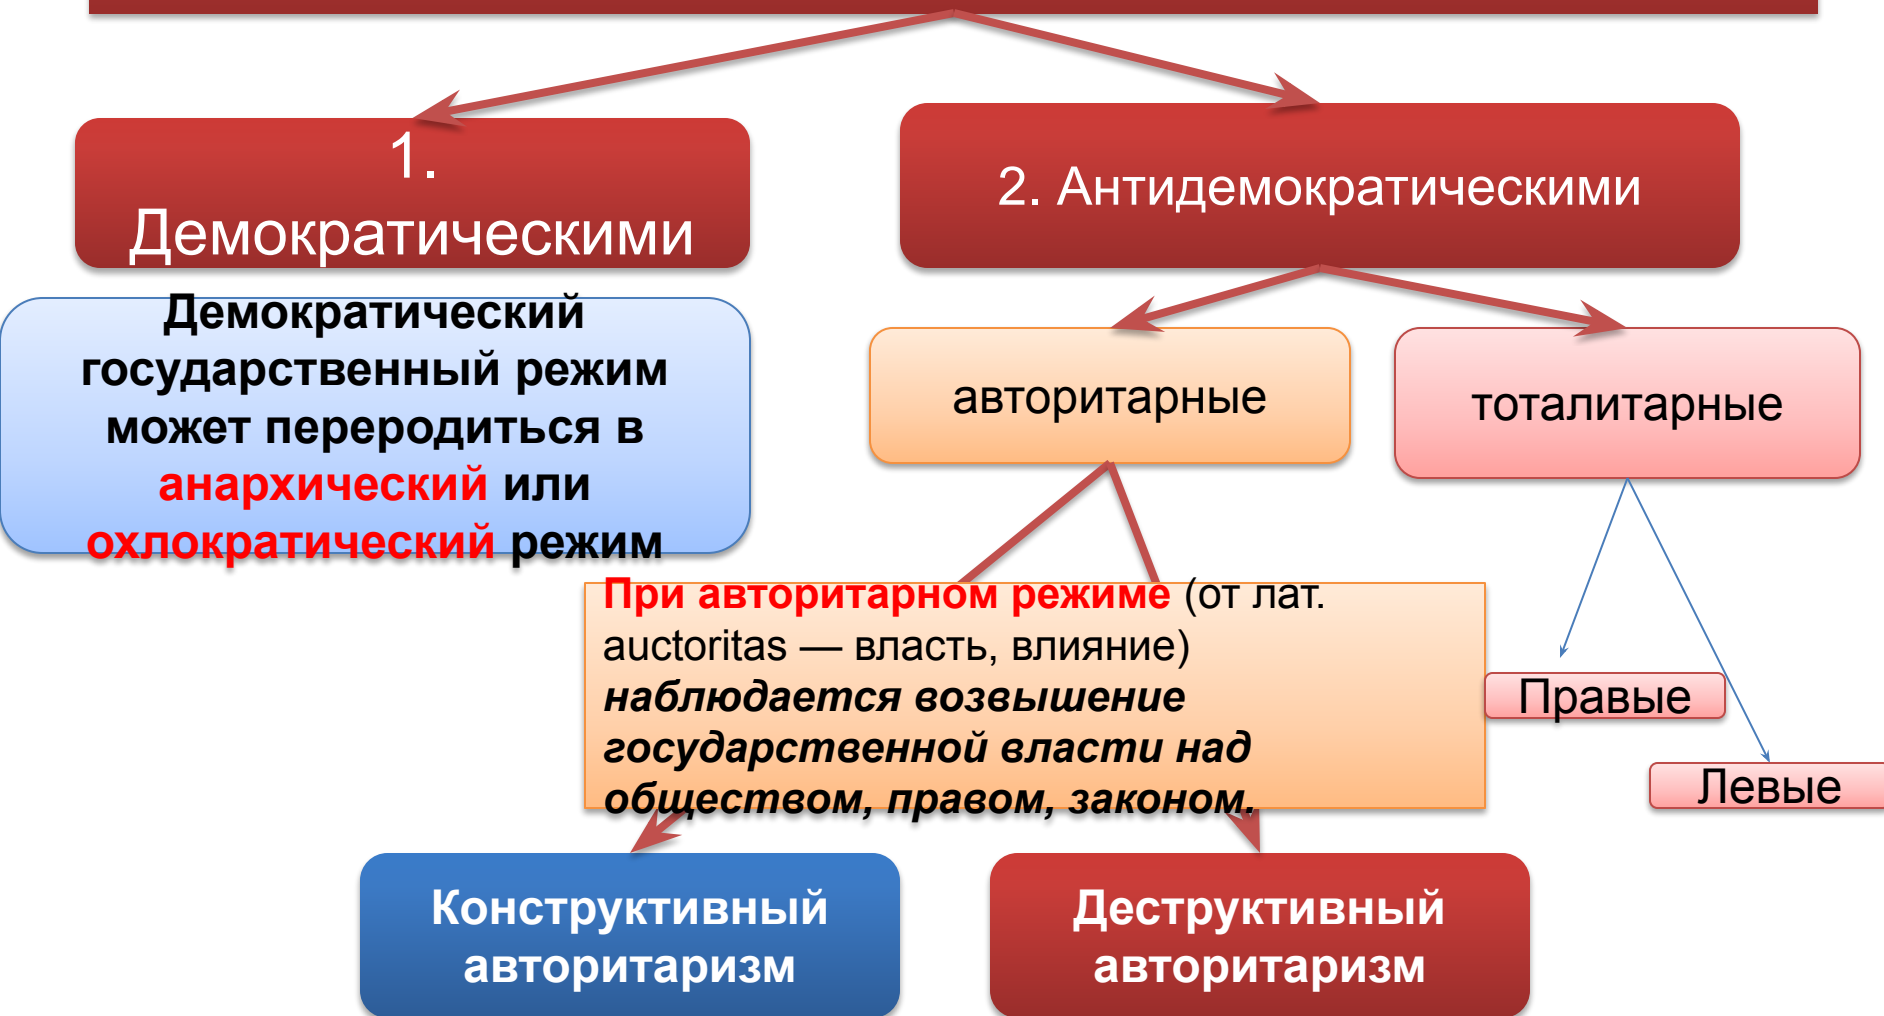 1.
Демократическими
2. Антидемократическими
Демократический
государственный режим
может переродиться в
анархический или
охлократический режим
авторитарные
тоталитарные
При авторитарном режиме (от лат.
auctoritas — власть, влияние)
наблюдается возвышение
государственной власти над
обществом, правом, законом.
Правые
Левые
Конструктивный
авторитаризм
Деструктивный
авторитаризм